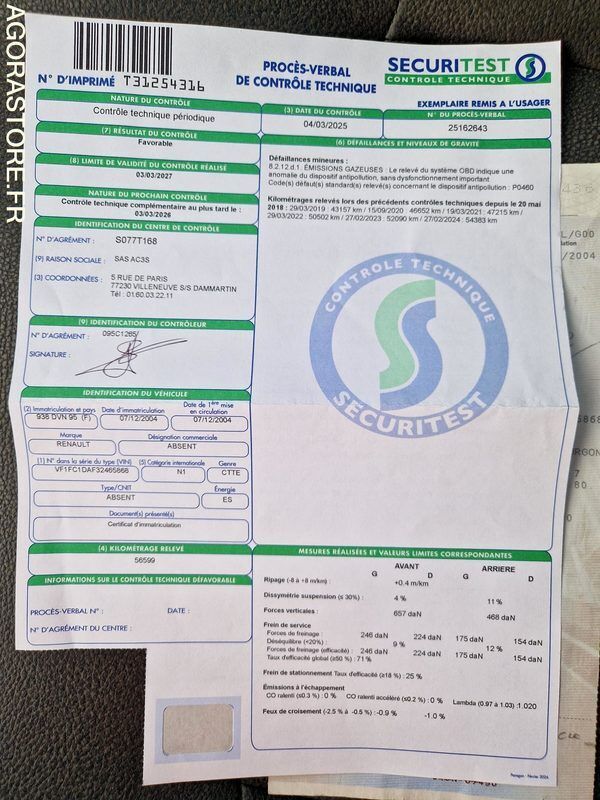 AGORASTORE.FR
N° D'IMPRIMÉ T31254316
PROCÈS-VERBAL
DE CONTRÔLE TECHNIQUE
SECURITEST
CONTROLE TECHNIQUE
EXEMPLAIRE REMIS A L'USAGER
NATURE DU CONTRÔLE
Contrôle technique périodique
(3) DATE DU CONTRÔLE
04/03/2025
N° DU PROCÈS-VERBAL
25162643
(7) RÉSULTAT DU CONTRÔLE
Favorable
(8) LIMITE DE VALIDITÉ DU CONTRÔLE RÉALISÉ
03/03/2027
NATURE DU PROCHAIN CONTRÔLE
Contrôle technique complémentaire au plus tard le :
03/03/2026
(6) DÉFAILLANCES ET NIVEAUX DE GRAVITÉ
Défaillances mineures :
8.2.12.d.1. ÉMISSIONS GAZEUSES : Le relevé du système OBD indique une
anomalie du dispositif antipollution, sans dysfonctionnement important
Code(s) défaut(s) standard(s) relevé(s) concernant le dispositif antipollution : P0460
Kilométrages relevés lors des précédents contrôles techniques depuis le 20 mai
2018 : 29/03/2019 : 43157 km / 15/09/2020 : 46652 km / 19/03/2021 : 47215 km /
29/03/2022 : 50502 km / 27/02/2023 : 52090 km / 27/02/2024 : 54383 km
IDENTIFICATION DU CENTRE DE CONTRÔLE
N° D'AGRÉMENT : S077T168
(9) RAISON SOCIALE : SAS AC3S
(3) COORDONNÉES : 5 RUE DE PARIS
77230 VILLENEUVE S/S DAMMARTIN
Tél : 01.60.03.22.11
(9) IDENTIFICATION DU CONTRÔLEUR
N° D'AGRÉMENT : 095C1265
SIGNATURE :
CONTROLE TECHNIQUE
SECURITEST
IDENTIFICATION DU VÉHICULE
(2) Immatriculation et pays
936 DVN 95 (F)
Date d'immatriculation
07/12/2004
Date de 1ère mise
en circulation
07/12/2004
Marque
RENAULT
Désignation commerciale
ABSENT
(1) N° dans la série du type (VIN)
VF1FC1DAF32465868
(5) Catégorie internationale
N1
Genre
CTTE
Type/CNIT
ABSENT
Énergie
ES
Document(s) présenté(s)
Certificat d'immatriculation
(4) KILOMÉTRAGE RELEVÉ
56599
INFORMATIONS SUR LE CONTRÔLE TECHNIQUE DÉFAVORABLE
PROCÈS-VERBAL N° : DATE :
N° D'AGRÉMENT DU CENTRE :
MESURES RÉALISÉES ET VALEURS LIMITES CORRESPONDANTES
AVANT ARRIERE
G D G D
Ripage (-8 à +8 m/km) : +0.4 m/km
Dissymétrie suspension (≤ 30%) : 4 % 11 %
Forces verticales : 657 daN 468 daN
Frein de service
Forces de freinage : 246 daN 224 daN 175 daN 154 daN
Déséquilibre (<20%) : 9 % 12 %
Forces de freinage (efficacité) : 246 daN 224 daN 175 daN 154 daN
Taux d'efficacité global (≥50 %) : 71 %
Frein de stationnement Taux d'efficacité (≥18 %) : 25 %
Émissions à l'échappement
CO ralenti (≤0.3 %) : 0 % CO ralenti accéléré (≤0.2 %) : 0 % Lambda (0.97 à 1.03) : 1.020
Feux de croisement (-2.5 % à -0.5 %) : -0.9 % -1.0 %